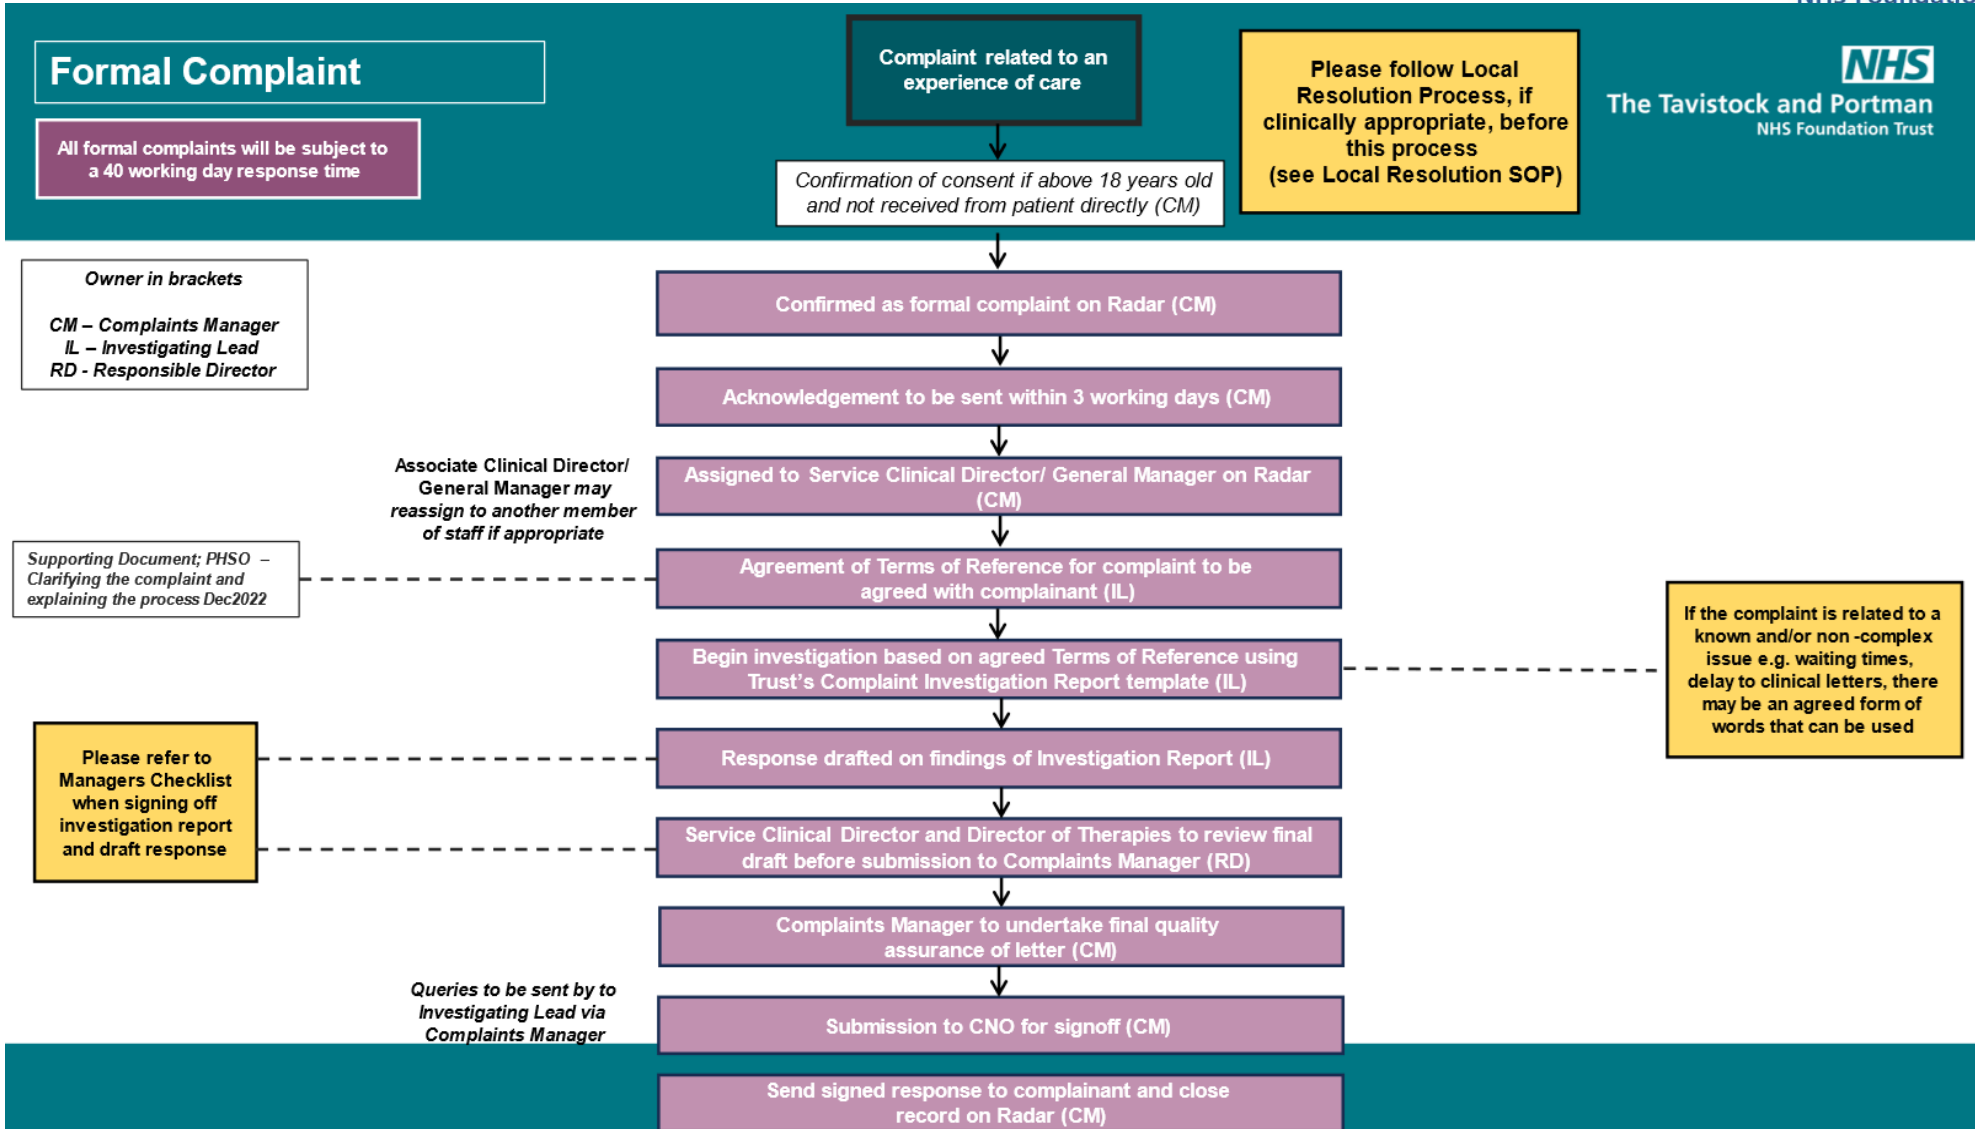 NHS Foundatio
Formal Complaint
All formal complaints will be subject to
a 40 working day response time
Complaint related to an
experience of care
Confirmation of consent if above 18 years old
and not received from patient directly (CM)
Please follow Local
Resolution Process, if
clinically appropriate, before
this process
(see Local Resolution SOP)
NHS
The Tavistock and Portman
NHS Foundation Trust
Owner in brackets
CM – Complaints Manager
IL – Investigating Lead
RD - Responsible Director
Confirmed as formal complaint on Radar (CM)
Acknowledgement to be sent within 3 working days (CM)
Associate Clinical Director/
General Manager may
reassign to another member
of staff if appropriate
Assigned to Service Clinical Director/ General Manager on Radar
(CM)
Supporting Document; PHSO –
Clarifying the complaint and
explaining the process Dec2022
Agreement of Terms of Reference for complaint to be
agreed with complainant (IL)
Begin investigation based on agreed Terms of Reference using
Trust's Complaint Investigation Report template (IL)
If the complaint is related to a
known and/or non -complex
issue e.g. waiting times,
delay to clinical letters, there
may be an agreed form of
words that can be used
Please refer to
Managers Checklist
when signing off
investigation report
and draft response
Response drafted on findings of Investigation Report (IL)
Service Clinical Director and Director of Therapies to review final
draft before submission to Complaints Manager (RD)
Complaints Manager to undertake final quality
assurance of letter (CM)
Queries to be sent by to
Investigating Lead via
Complaints Manager
Submission to CNO for signoff (CM)
Send signed response to complainant and close
record on Radar (CM)